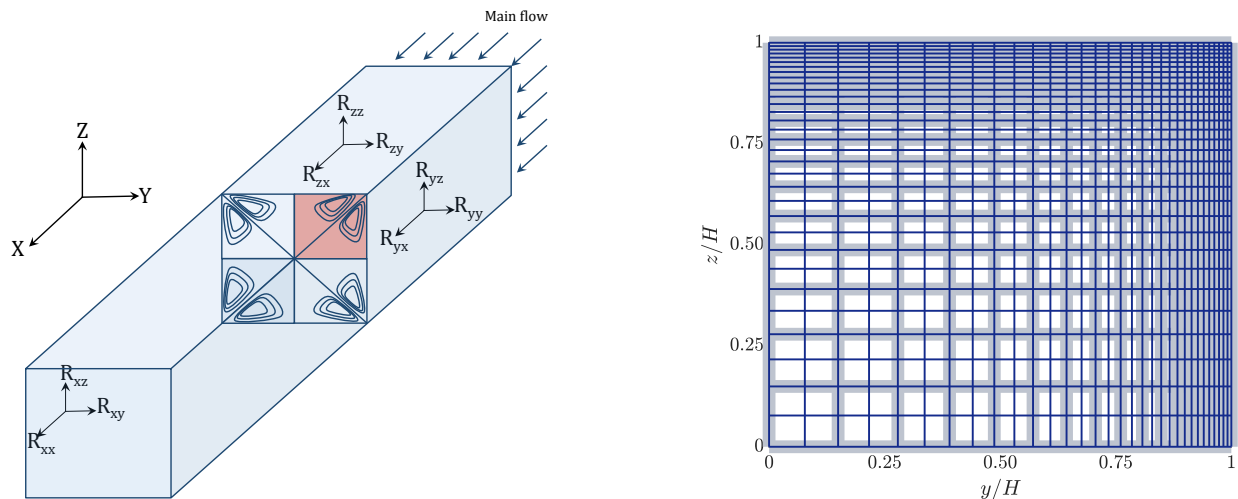 Main flow
R_zz
R_zy
R_zx
Z
Y
X
R_yz
R_yy
R_yx
R_xz
R_xy
R_xx
1
0.75
0.50
0.25
0
z/H
0 0.25 0.50 0.75 1
y/H